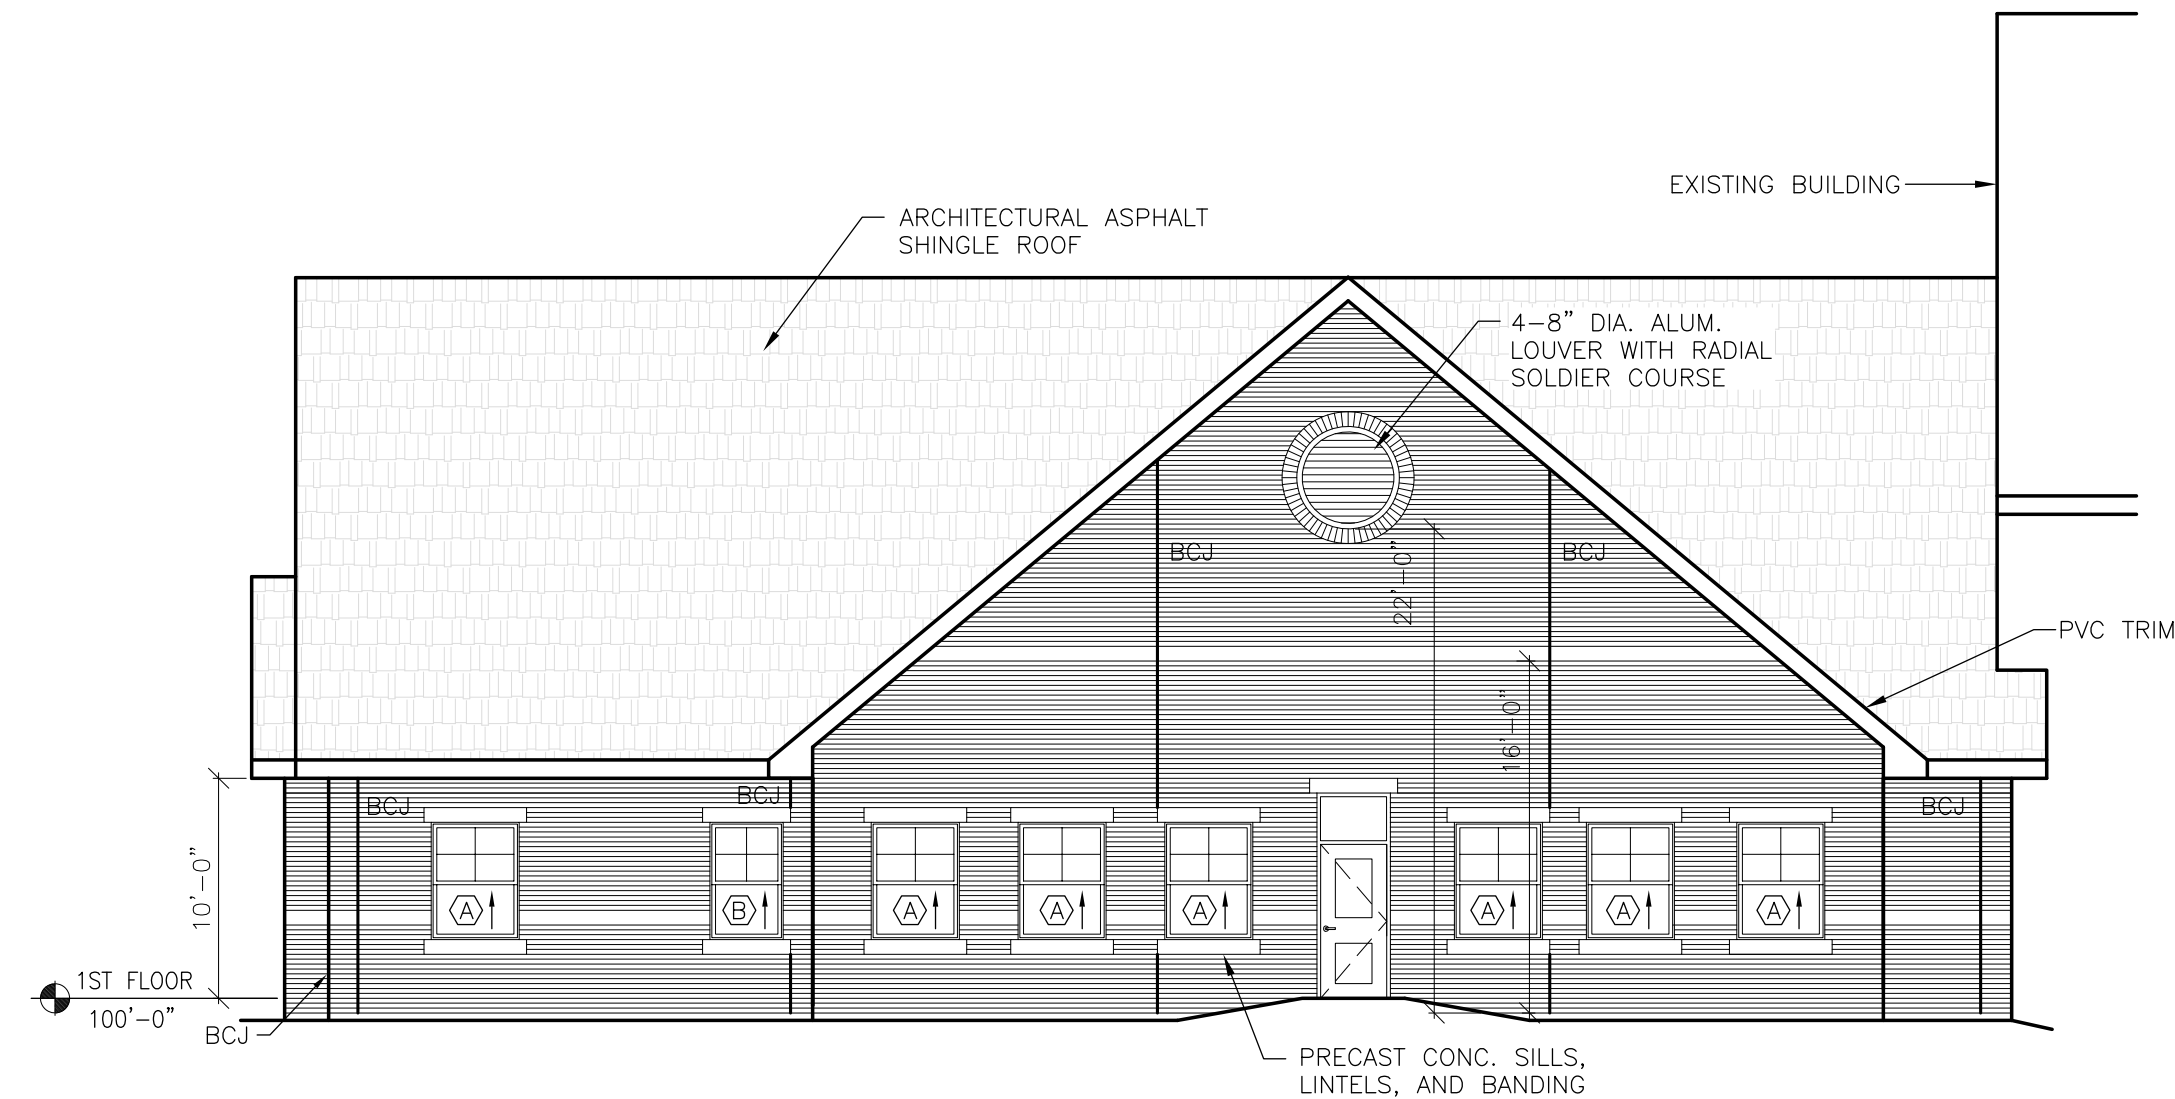 EXISTING BUILDING
ARCHITECTURAL ASPHALT
SHINGLE ROOF
4-8" DIA. ALUM.
LOUVER WITH RADIAL
SOLDIER COURSE
BCJ
BCJ
22'-0"
PVC TRIM
16'-0"
BCJ
BCJ
BCJ
10'-0"
A
B
A
A
A
A
A
A
1ST FLOOR
100'-0"
BCJ
PRECAST CONC. SILLS,
LINTELS, AND BANDING